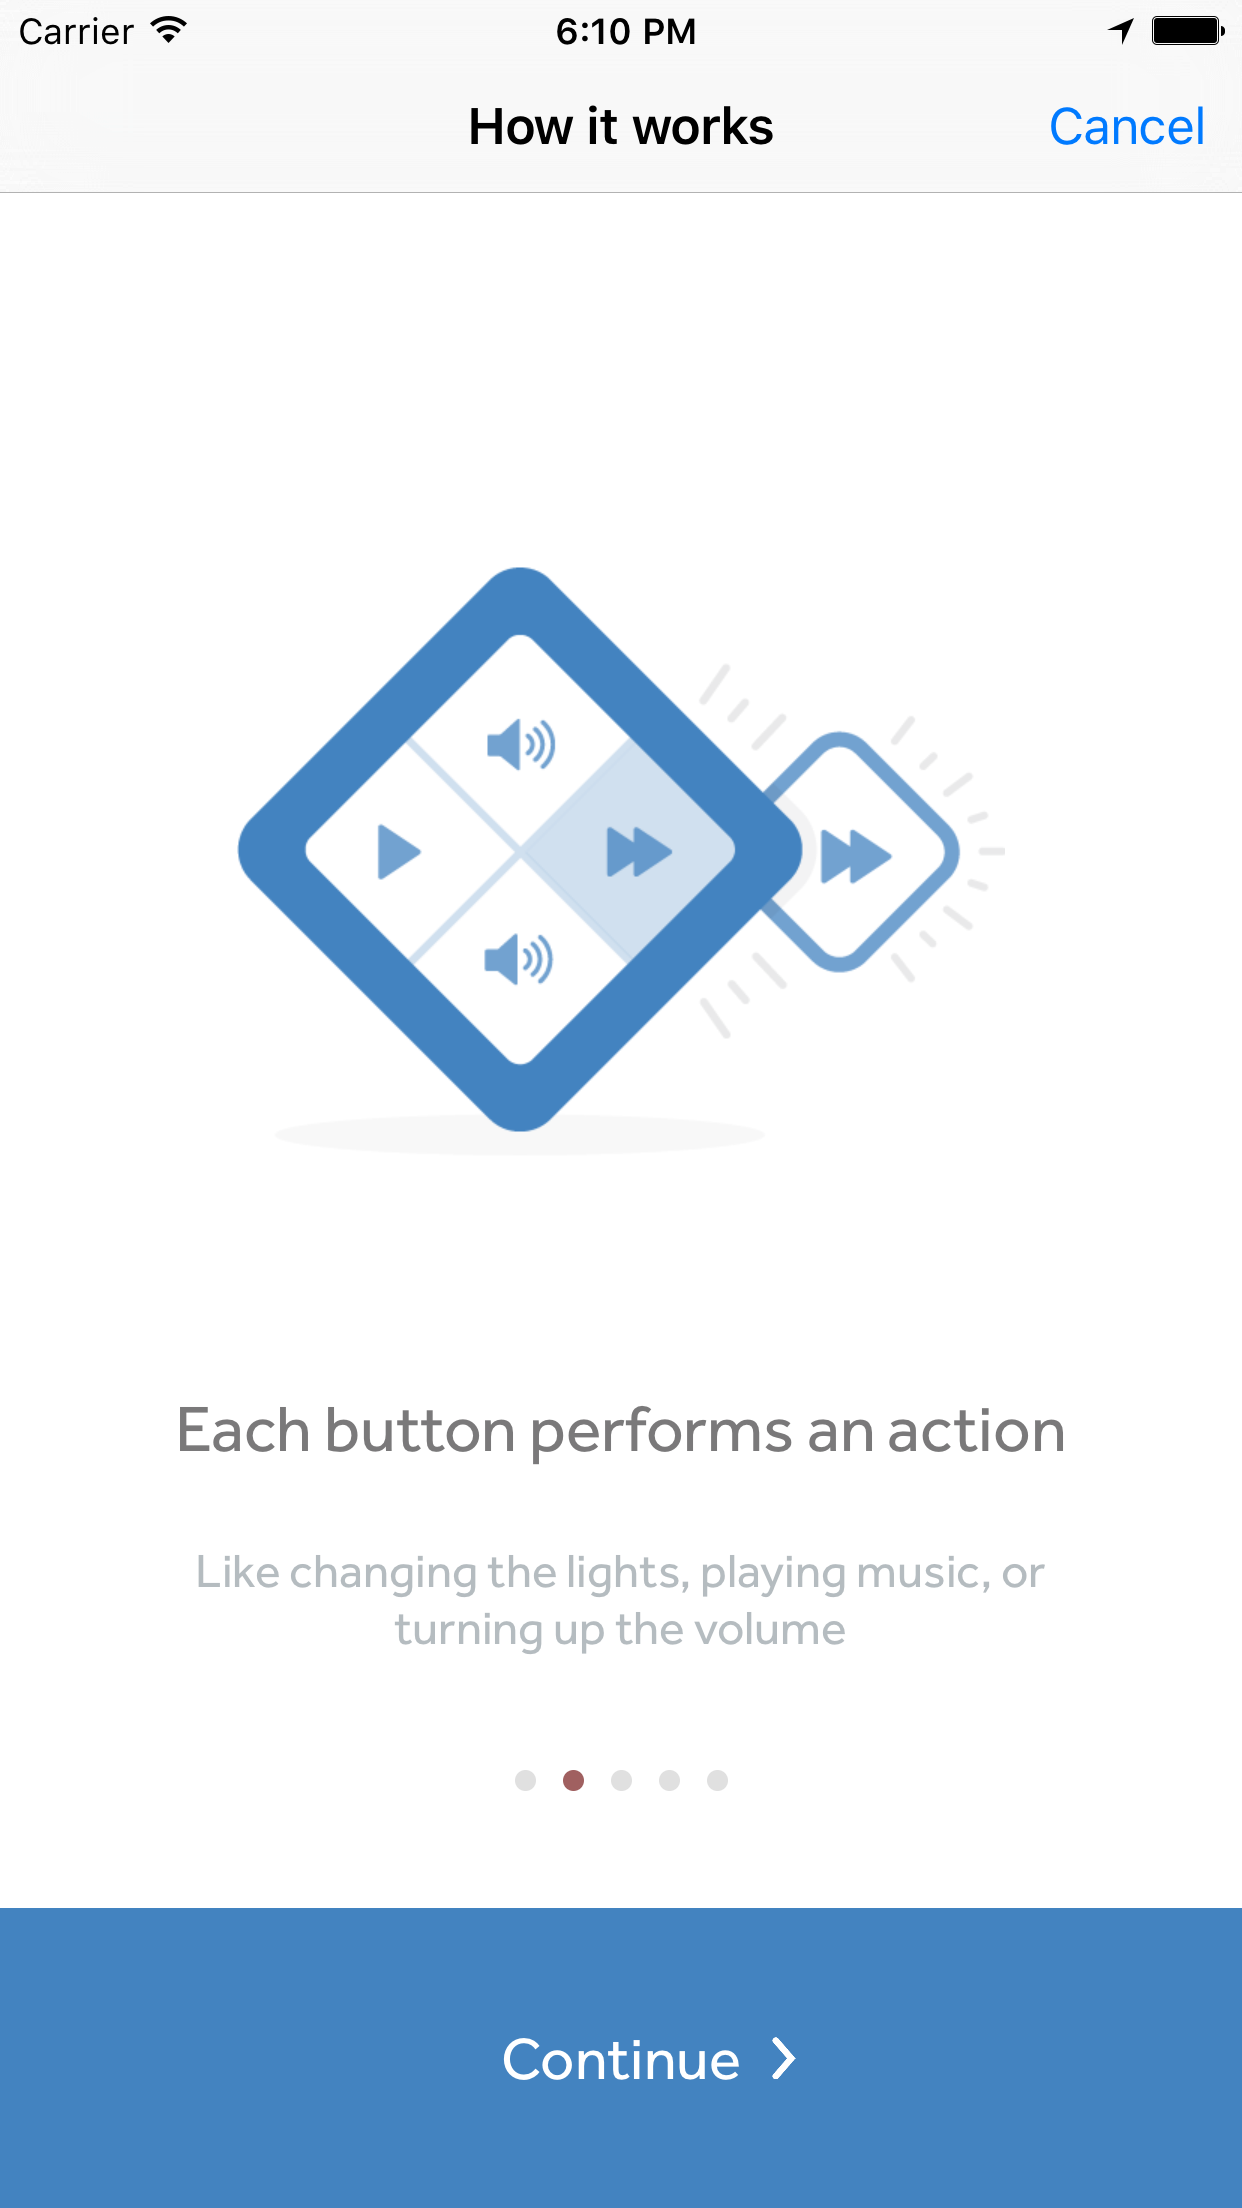 Carrier
6:10 PM
How it works
Cancel
Each button performs an action
Like changing the lights, playing music, or
turning up the volume
Continue